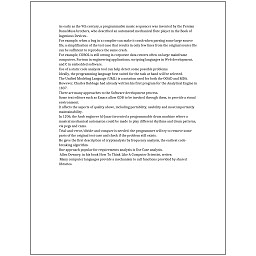 As early as the 9th century, a programmable music sequencer was invented by the Persian
Banu Musa brothers, who described an automated mechanical flute player in the Book of
Ingenious Devices.
For example, when a bug in a compiler can make it crash when parsing some large source
file, a simplification of the test case that results in only few lines from the original source file
can be sufficient to reproduce the same crash.
For example, COBOL is still strong in corporate data centers often on large mainframe
computers, Fortran in engineering applications, scripting languages in Web development,
and C in embedded software.
Use of a static code analysis tool can help detect some possible problems.
Ideally, the programming language best suited for the task at hand will be selected.
The Unified Modeling Language (UML) is a notation used for both the OOAD and MDA.
However, Charles Babbage had already written his first program for the Analytical Engine in
1837.
There are many approaches to the Software development process.
Some text editors such as Emacs allow GDB to be invoked through them, to provide a visual
environment.
It affects the aspects of quality above, including portability, usability and most importantly
maintainability.
In 1206, the Arab engineer Al-Jazari invented a programmable drum machine where a
musical mechanical automaton could be made to play different rhythms and drum patterns,
via pegs and cams.
Trial-and-error/divide-and-conquer is needed: the programmer will try to remove some
parts of the original test case and check if the problem still exists.
He gave the first description of cryptanalysis by frequency analysis, the earliest code-
breaking algorithm.
One approach popular for requirements analysis is Use Case analysis.
Allen Downey, in his book How To Think Like A Computer Scientist, writes:
Many computer languages provide a mechanism to call functions provided by shared
libraries.